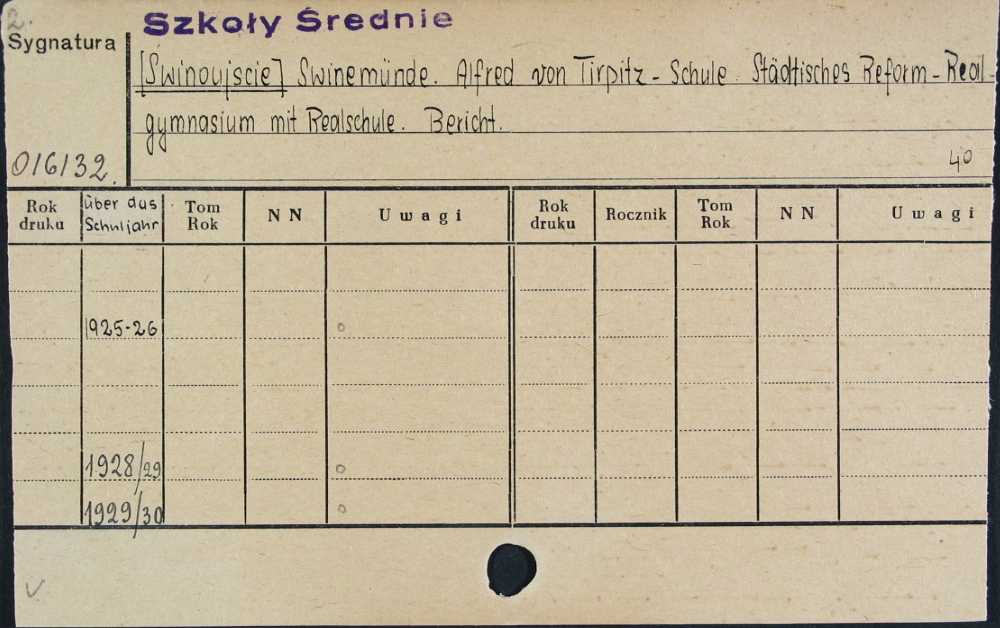 2.
Szkoły Średnie
Sygnatura
[Świnoujscie] Swinemünde. Alfred von Tirpitz - Schule. Städtisches Reform - Real-
gymnasium mit Realschule. Bericht.
016132.
40
Rok druku über das Schuljahr Tom Rok NN Uwagi Rok druku Rocznik Tom Rok NN Uwagi
1925-26 o
1928/29 o
1929/30 o